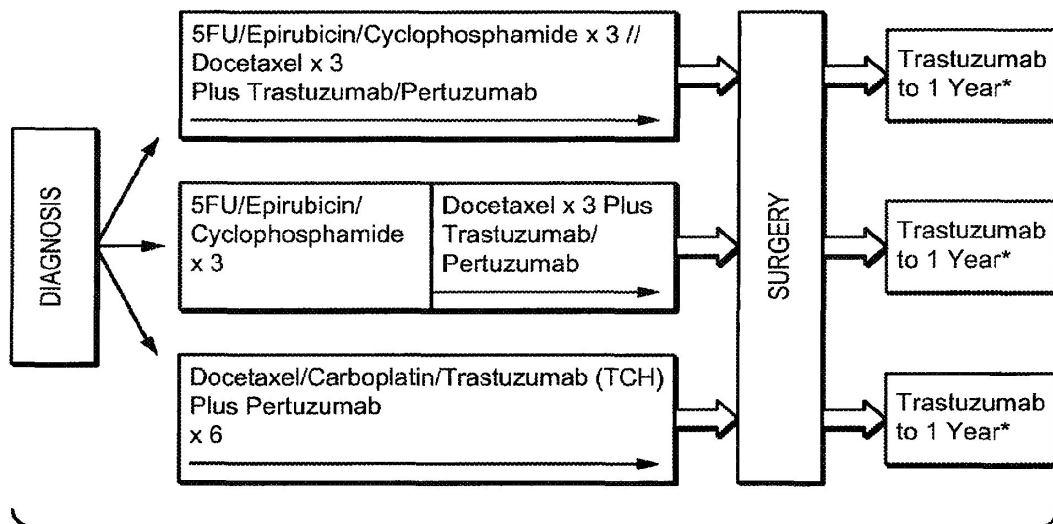 DIAGNOSIS
5FU/Epirubicin/Cyclophosphamide x 3 //
Docetaxel x 3
Plus Trastuzumab/Pertuzumab
5FU/Epirubicin/
Cyclophosphamide
x 3
Docetaxel x 3 Plus
Trastuzumab/
Pertuzumab
Docetaxel/Carboplatin/Trastuzumab (TCH)
Plus Pertuzumab
x 6
SURGERY
Trastuzumab
to 1 Year*
Trastuzumab
to 1 Year*
Trastuzumab
to 1 Year*